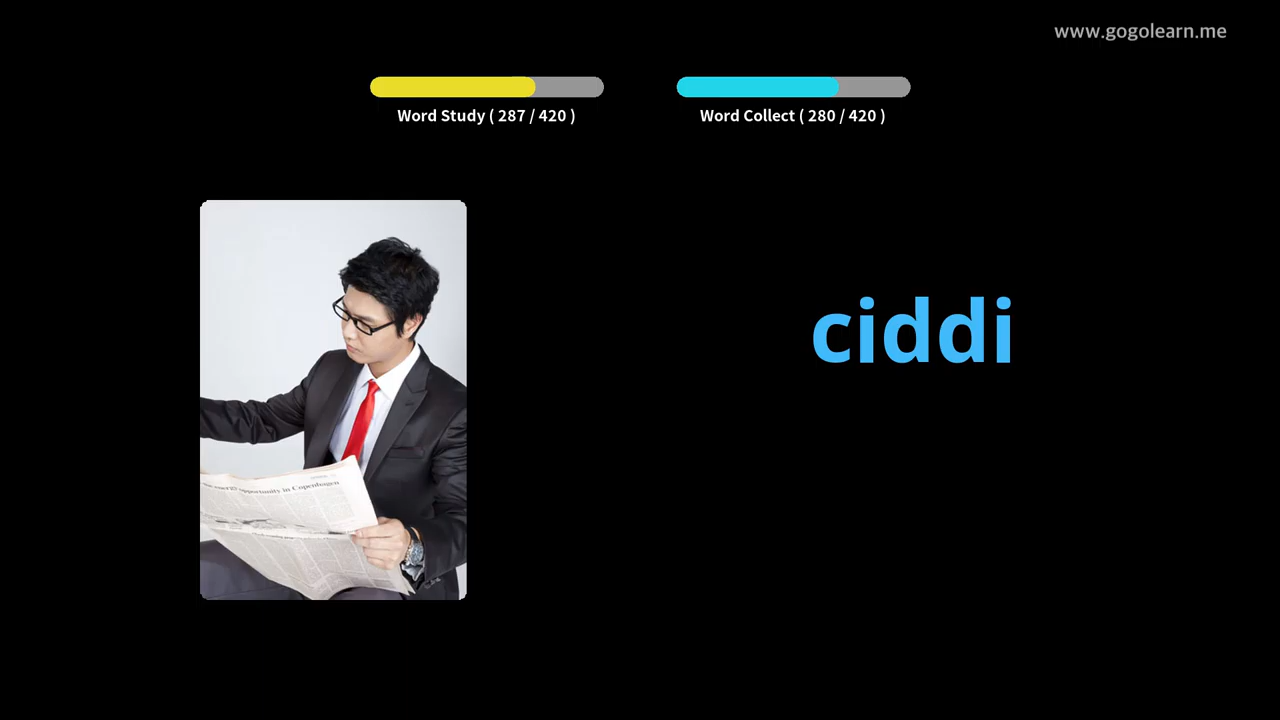 www.gogolearn.me
Word Study ( 287 / 420 )
Word Collect ( 280 / 420 )
ciddi
opportunity in Copenhagen